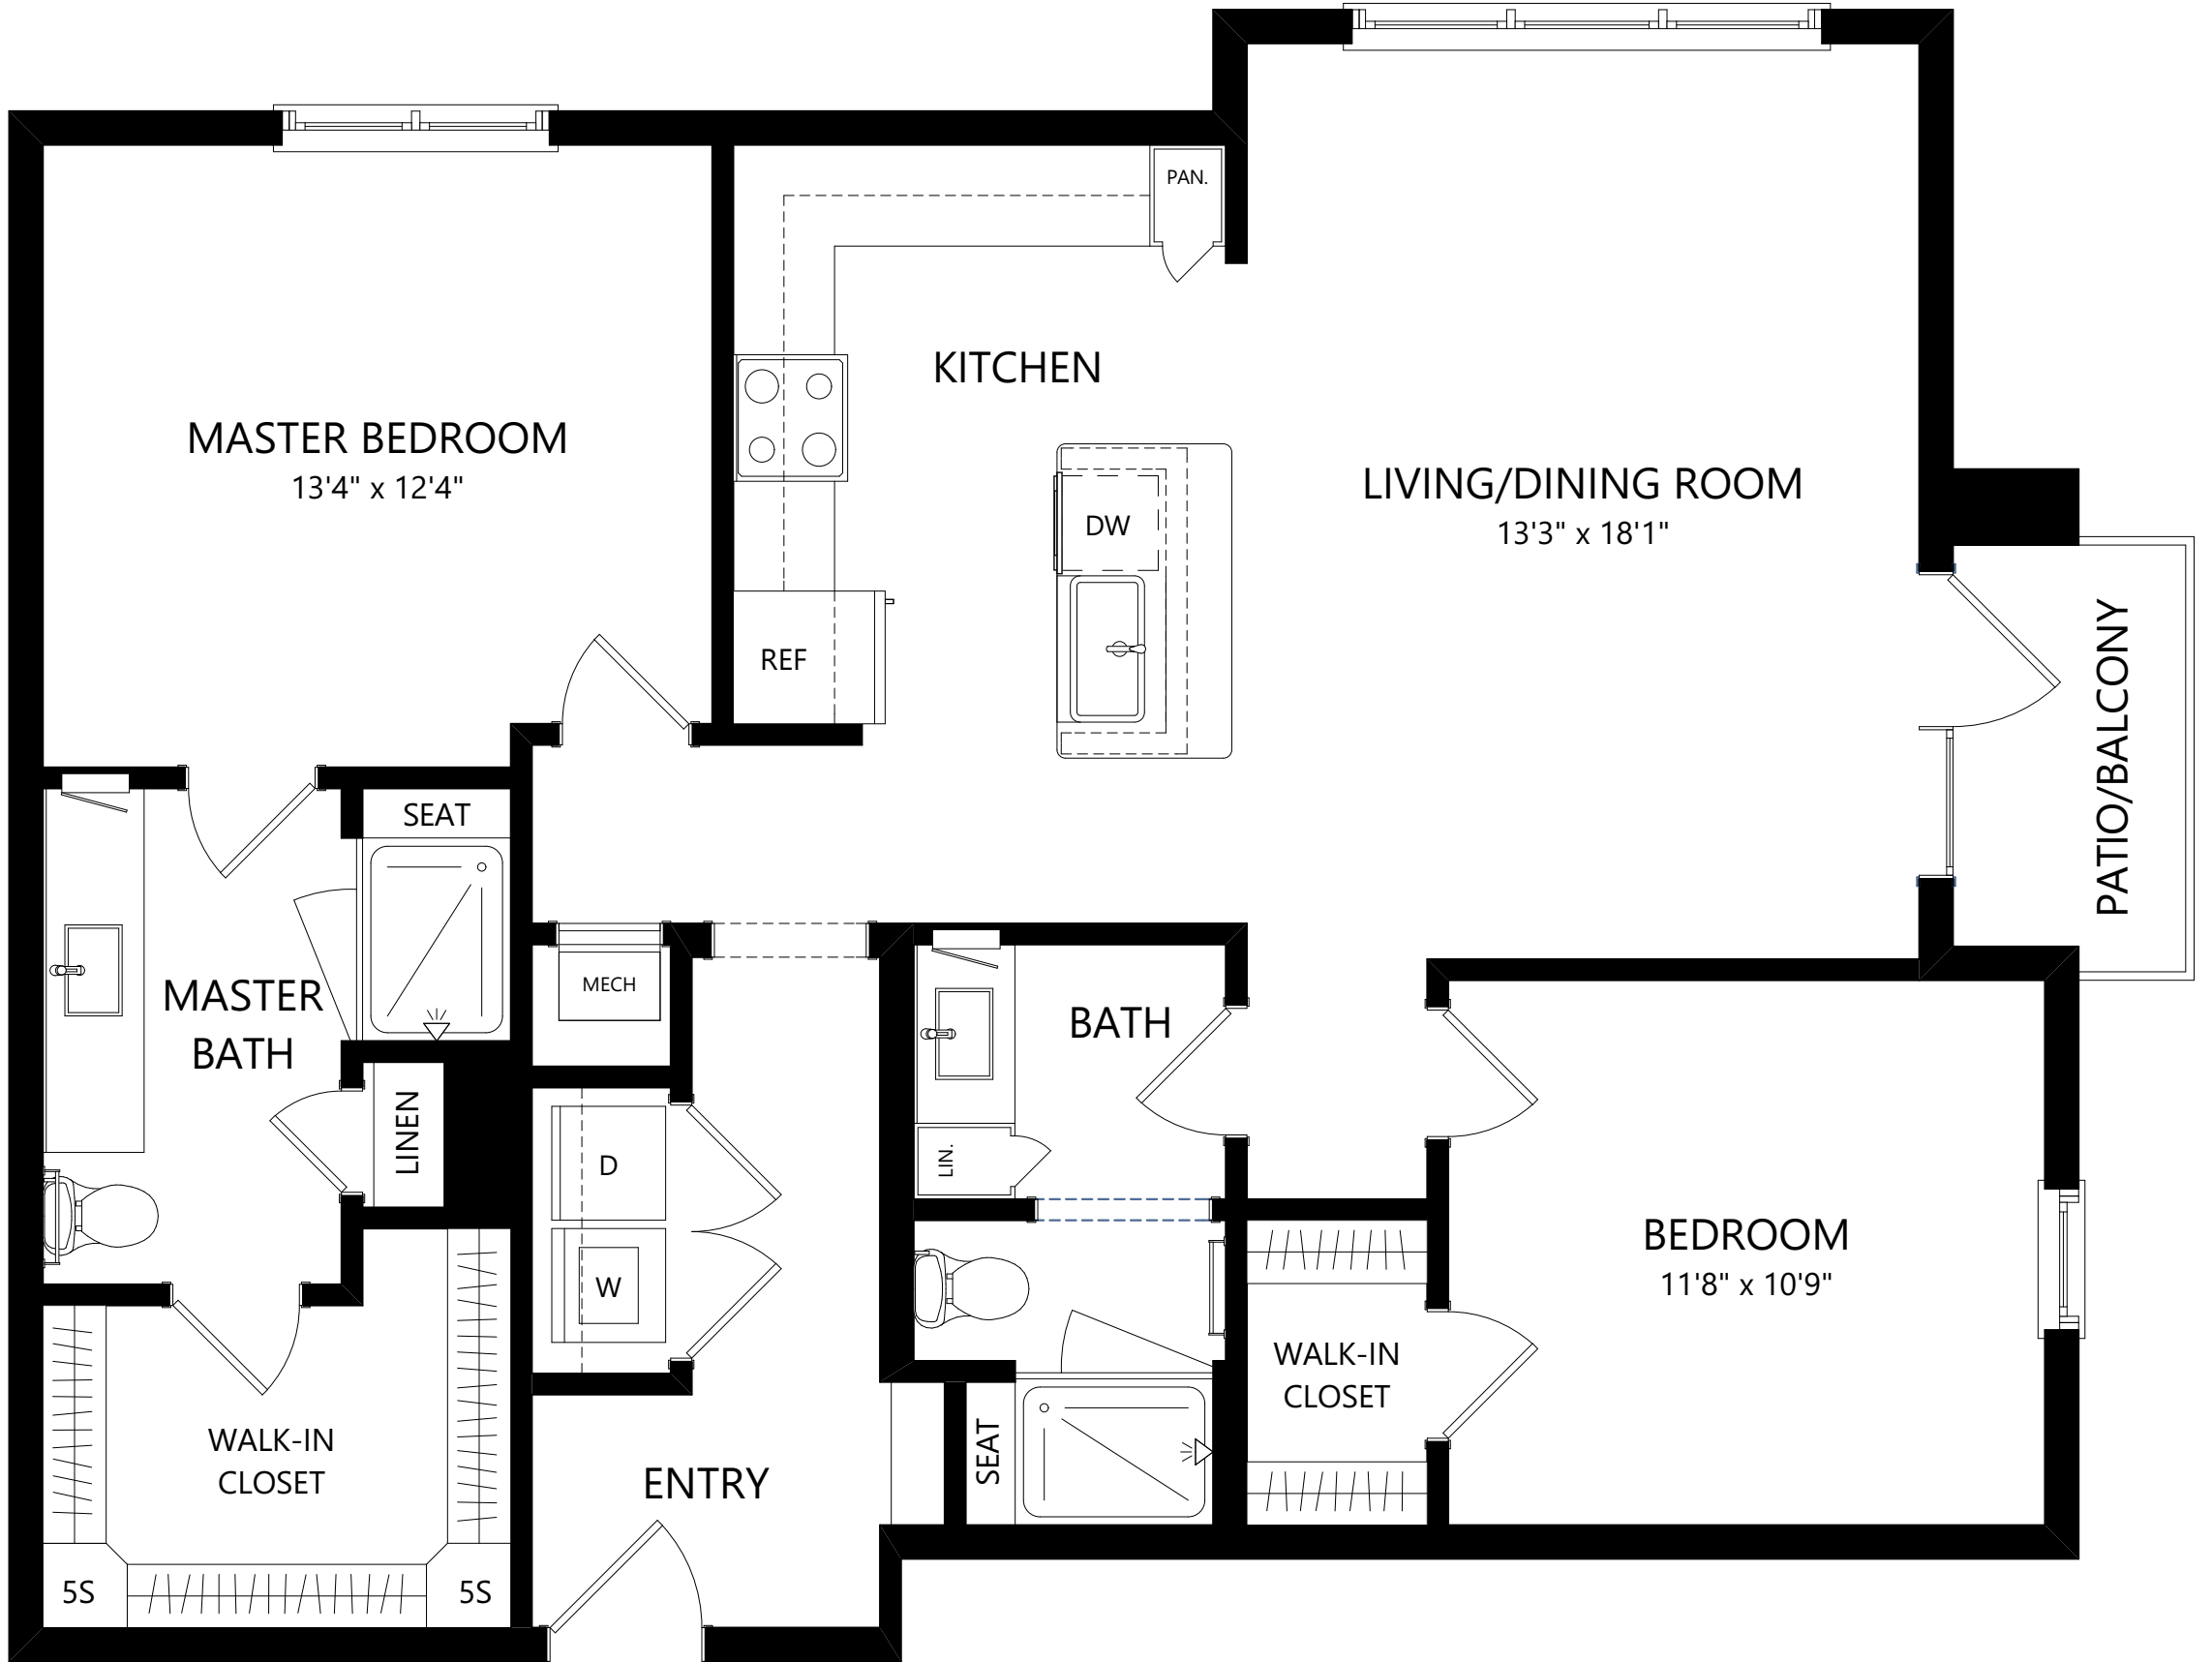 PAN.
KITCHEN
MASTER BEDROOM
13'4" x 12'4"
LIVING/DINING ROOM
13'3" x 18'1"
DW
REF
PATIO/BALCONY
SEAT
MECH
MASTER
BATH
BATH
LINEN
LIN.
D
W
BEDROOM
11'8" x 10'9"
WALK-IN
CLOSET
WALK-IN
CLOSET
SEAT
ENTRY
5S
5S